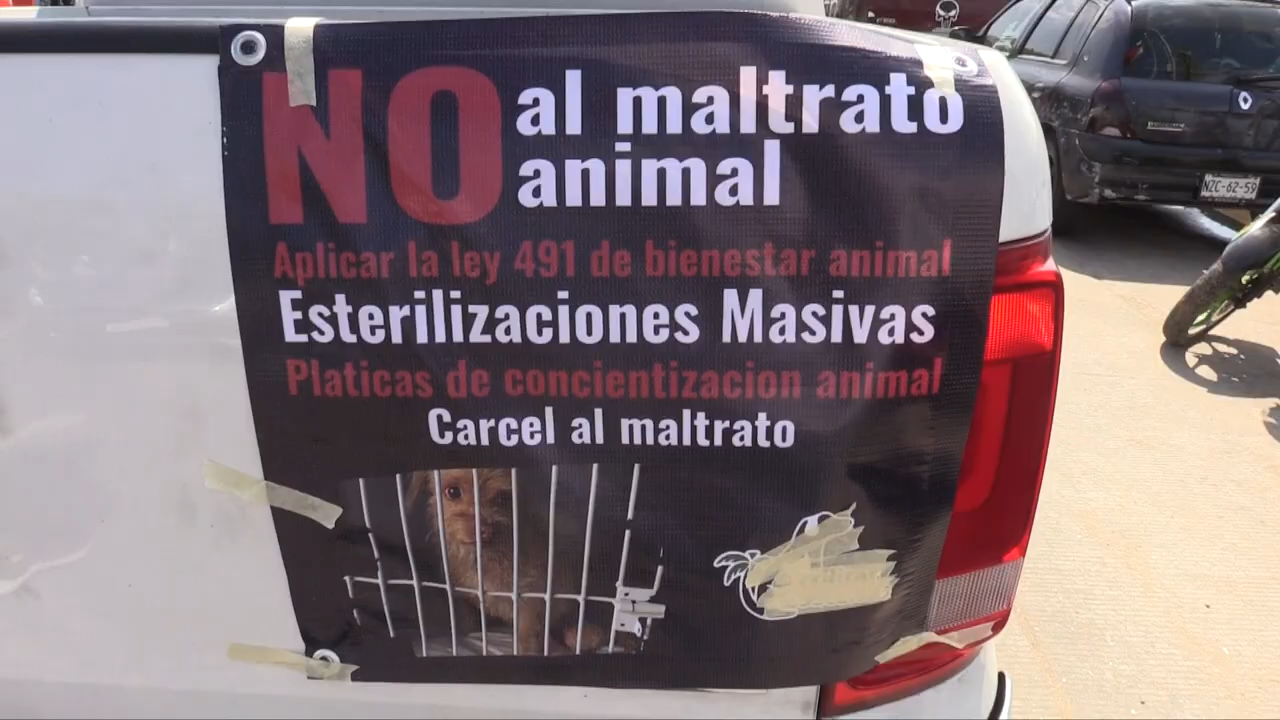 NO al maltrato
animal
Aplicar la ley 491 de bienestar animal
Esterilizaciones Masivas
Platicas de concientizacion animal
Carcel al maltrato
NZC-62-59